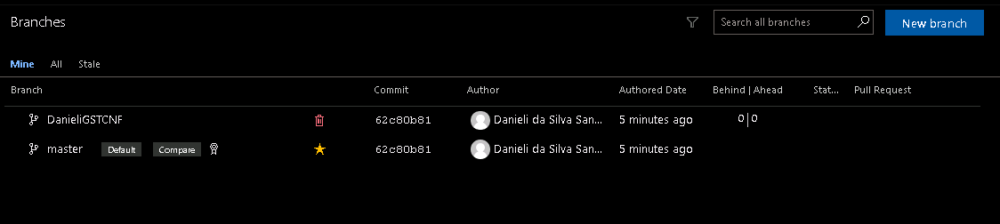 Branches
Search all branches
New branch
Mine All Stale
Branch Commit Author Authored Date Behind | Ahead Stat... Pull Request
DanieliGSTCNF 62c80b81 Danieli da Silva San... 5 minutes ago 0 | 0
master Default Compare 62c80b81 Danieli da Silva San... 5 minutes ago